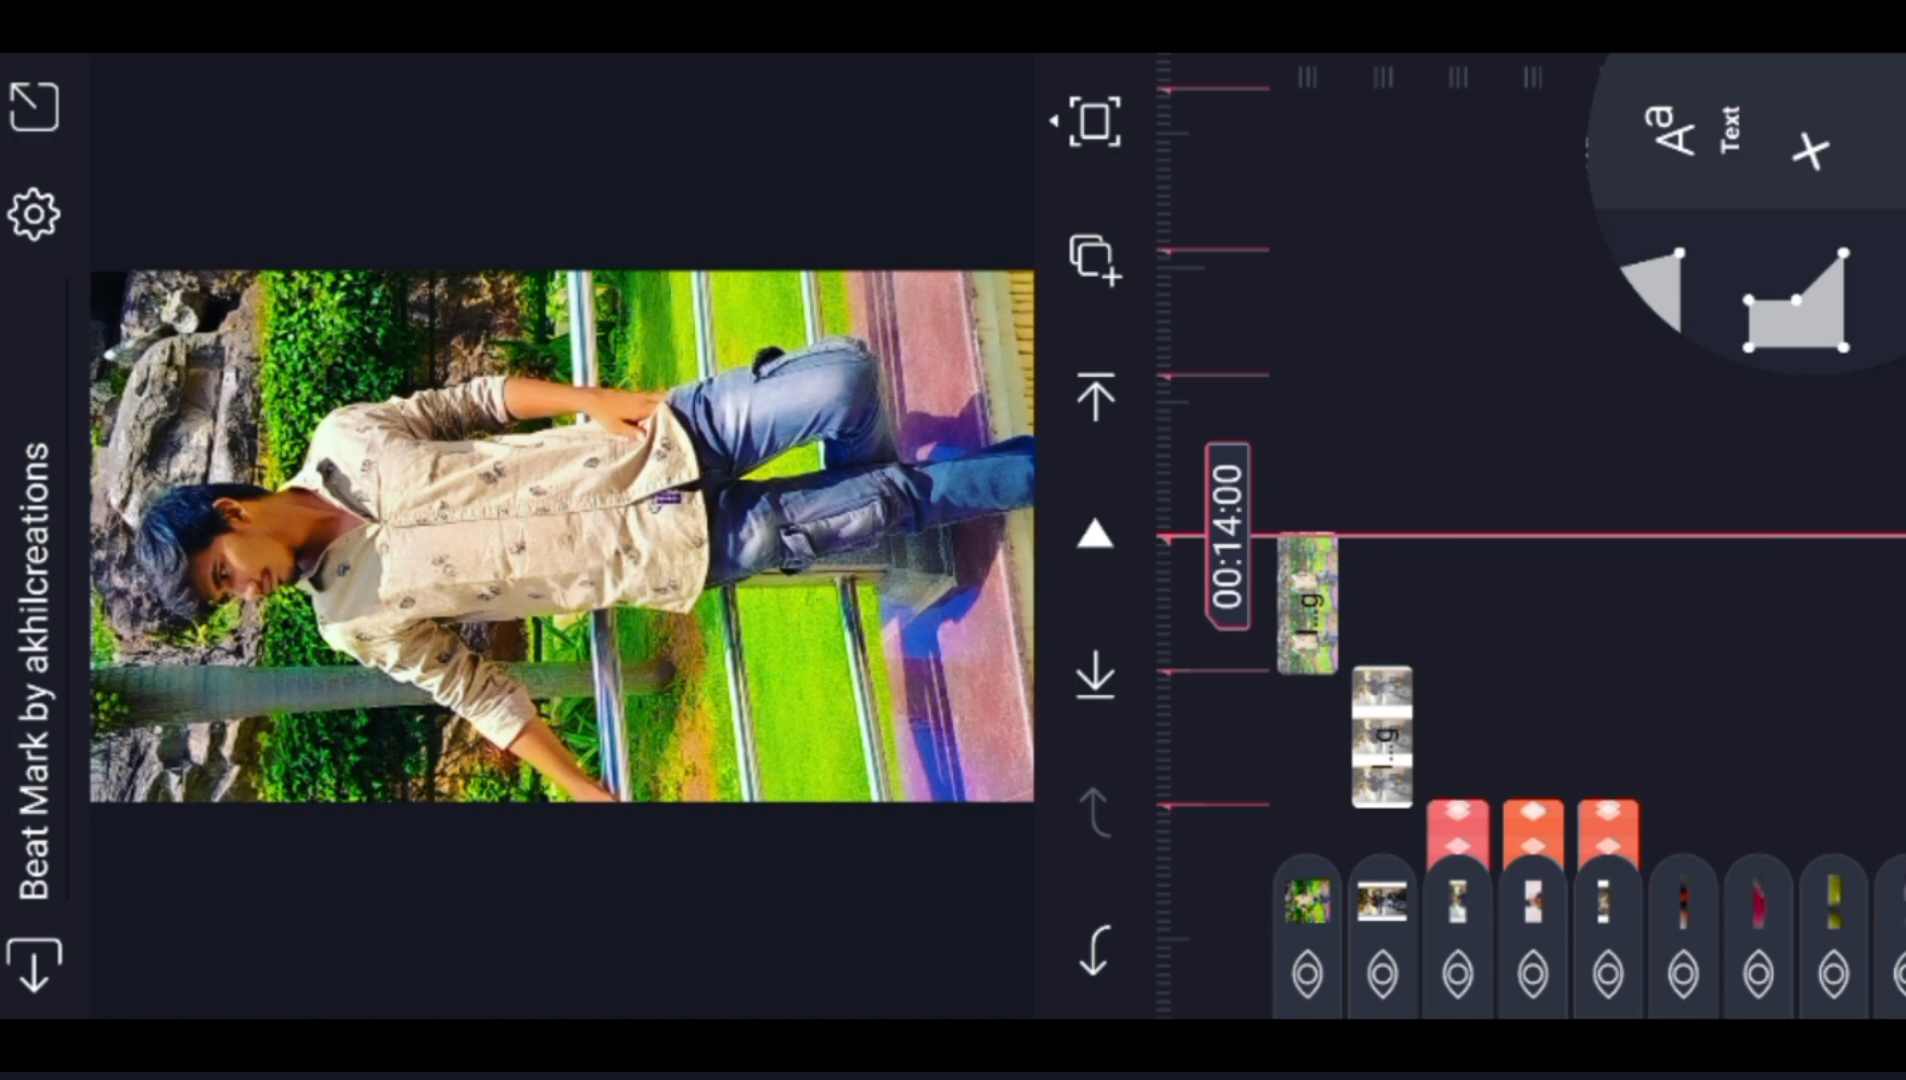 Beat Mark by akhilcreations
00:14:00
I...g
I...g
Aa
Text